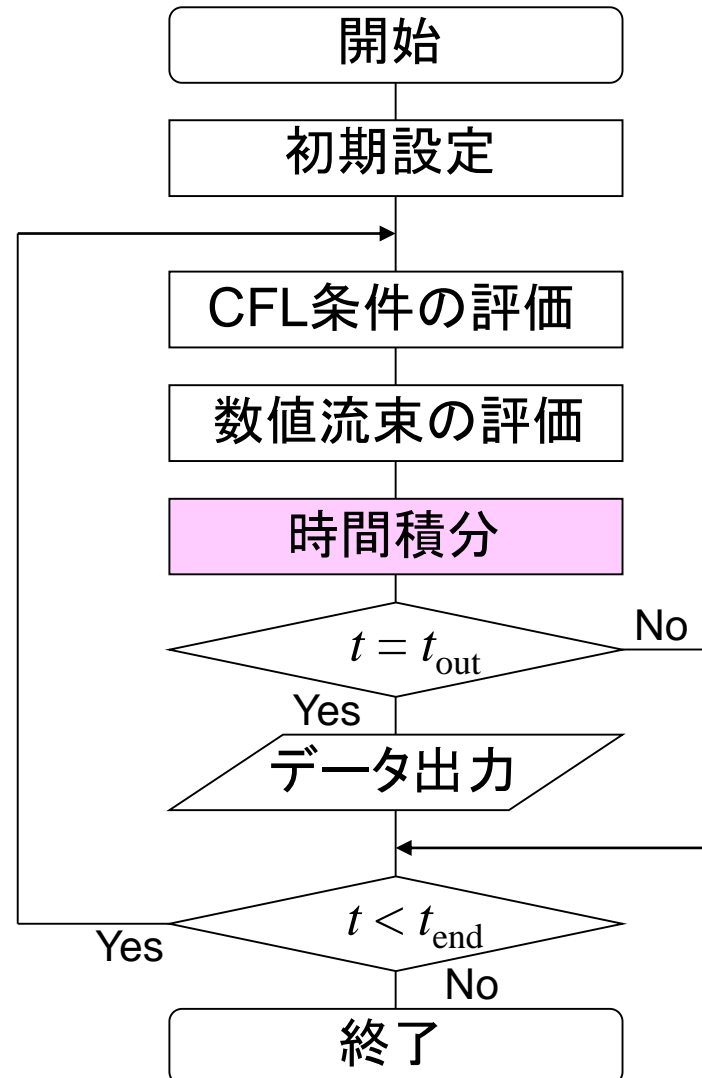 開始
初期設定
CFL条件の評価
数値流束の評価
時間積分
t = t_out
No
Yes
データ出力
t < t_end
Yes
No
終了